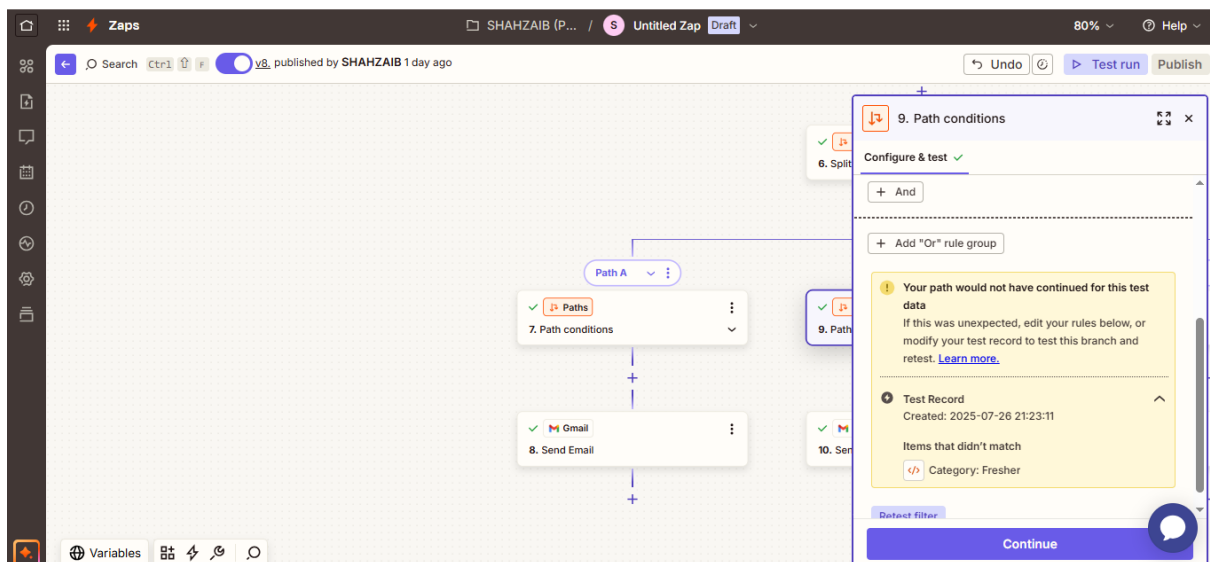 Zaps
SHAHZAIB (P... / S Untitled Zap Draft
80%
Help
Search Ctrl ⇧ F
v8. published by SHAHZAIB 1 day ago
Undo
Test run
Publish
6. Split
Path A
Paths
7. Path conditions
9. Path
Gmail
8. Send Email
10. Sen
Variables
9. Path conditions
Configure & test
+ And
+ Add "Or" rule group
Your path would not have continued for this test
data
If this was unexpected, edit your rules below, or
modify your test record to test this branch and
retest. Learn more.
Test Record
Created: 2025-07-26 21:23:11
Items that didn't match
Category: Fresher
Retest filter
Continue